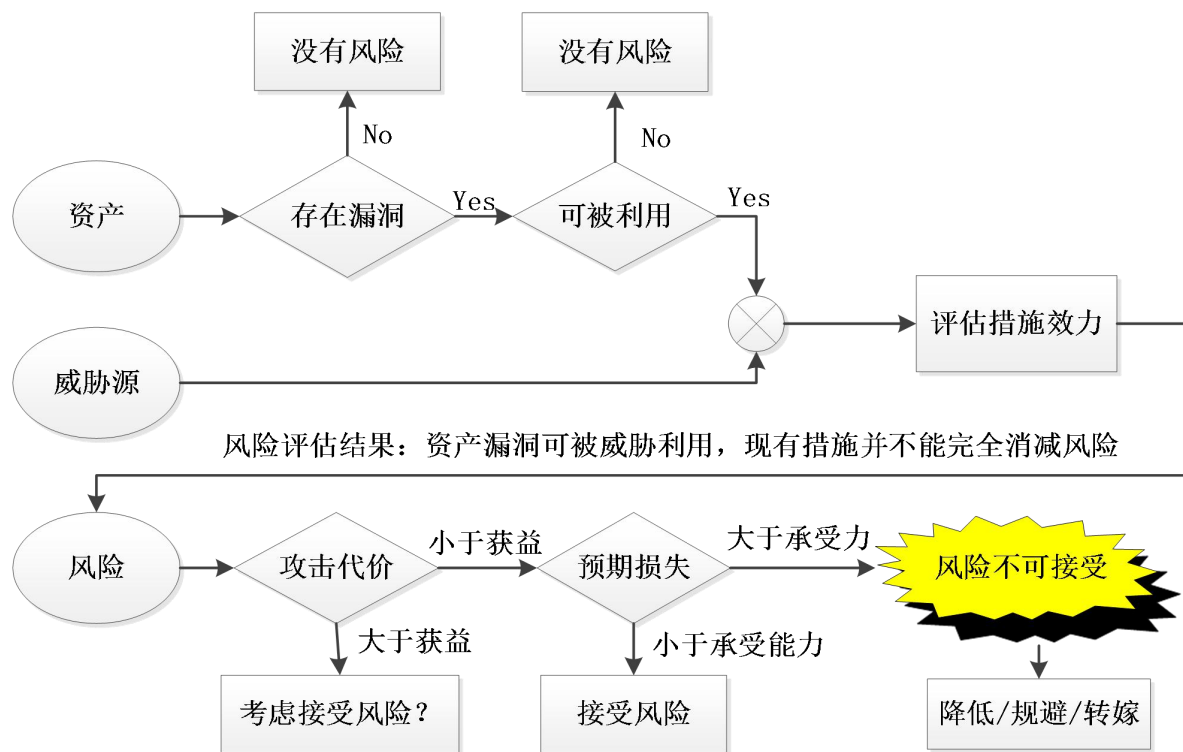 没有风险
没有风险
No
No
资产
存在漏洞
Yes
可被利用
Yes
评估措施效力
威胁源
风险评估结果：资产漏洞可被威胁利用，现有措施并不能完全消减风险
风险
攻击代价
小于获益
预期损失
大于承受力
风险不可接受
大于获益
小于承受能力
考虑接受风险？
接受风险
降低/规避/转嫁